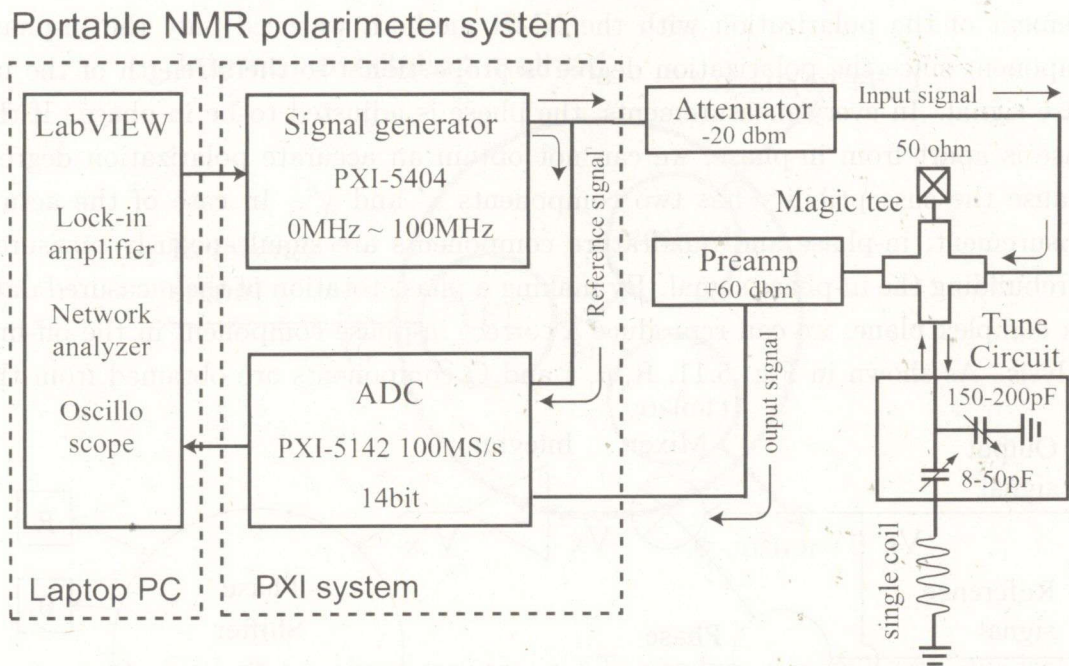 Portable NMR polarimeter system
LabVIEW
Lock-in
amplifier
Network
analyzer
Oscillo
scope
Laptop PC
Signal generator
PXI-5404
0MHz ~ 100MHz
ADC
PXI-5142 100MS/s
14bit
PXI system
Reference signal
Attenuator
-20 dbm
Input signal
50 ohm
Magic tee
Preamp
+60 dbm
ouput signal
Tune
Circuit
150-200pF
8-50pF
single coil